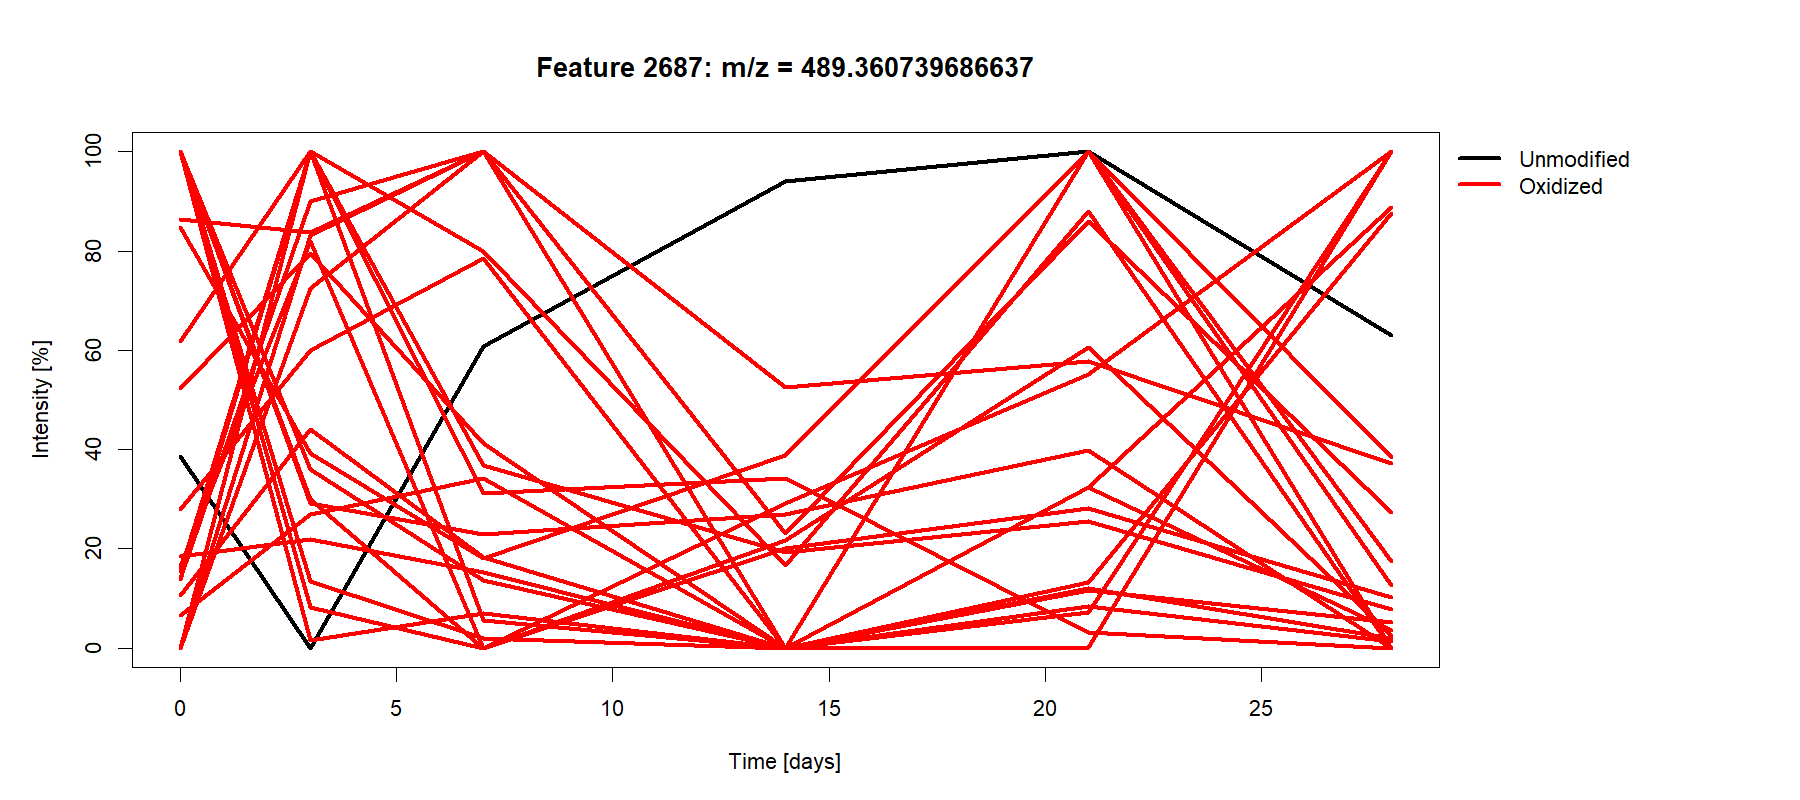 Feature 2687: m/z = 489.360739686637
Unmodified
Oxidized
Intensity [%]
100
80
60
40
20
0
0 5 10 15 20 25
Time [days]